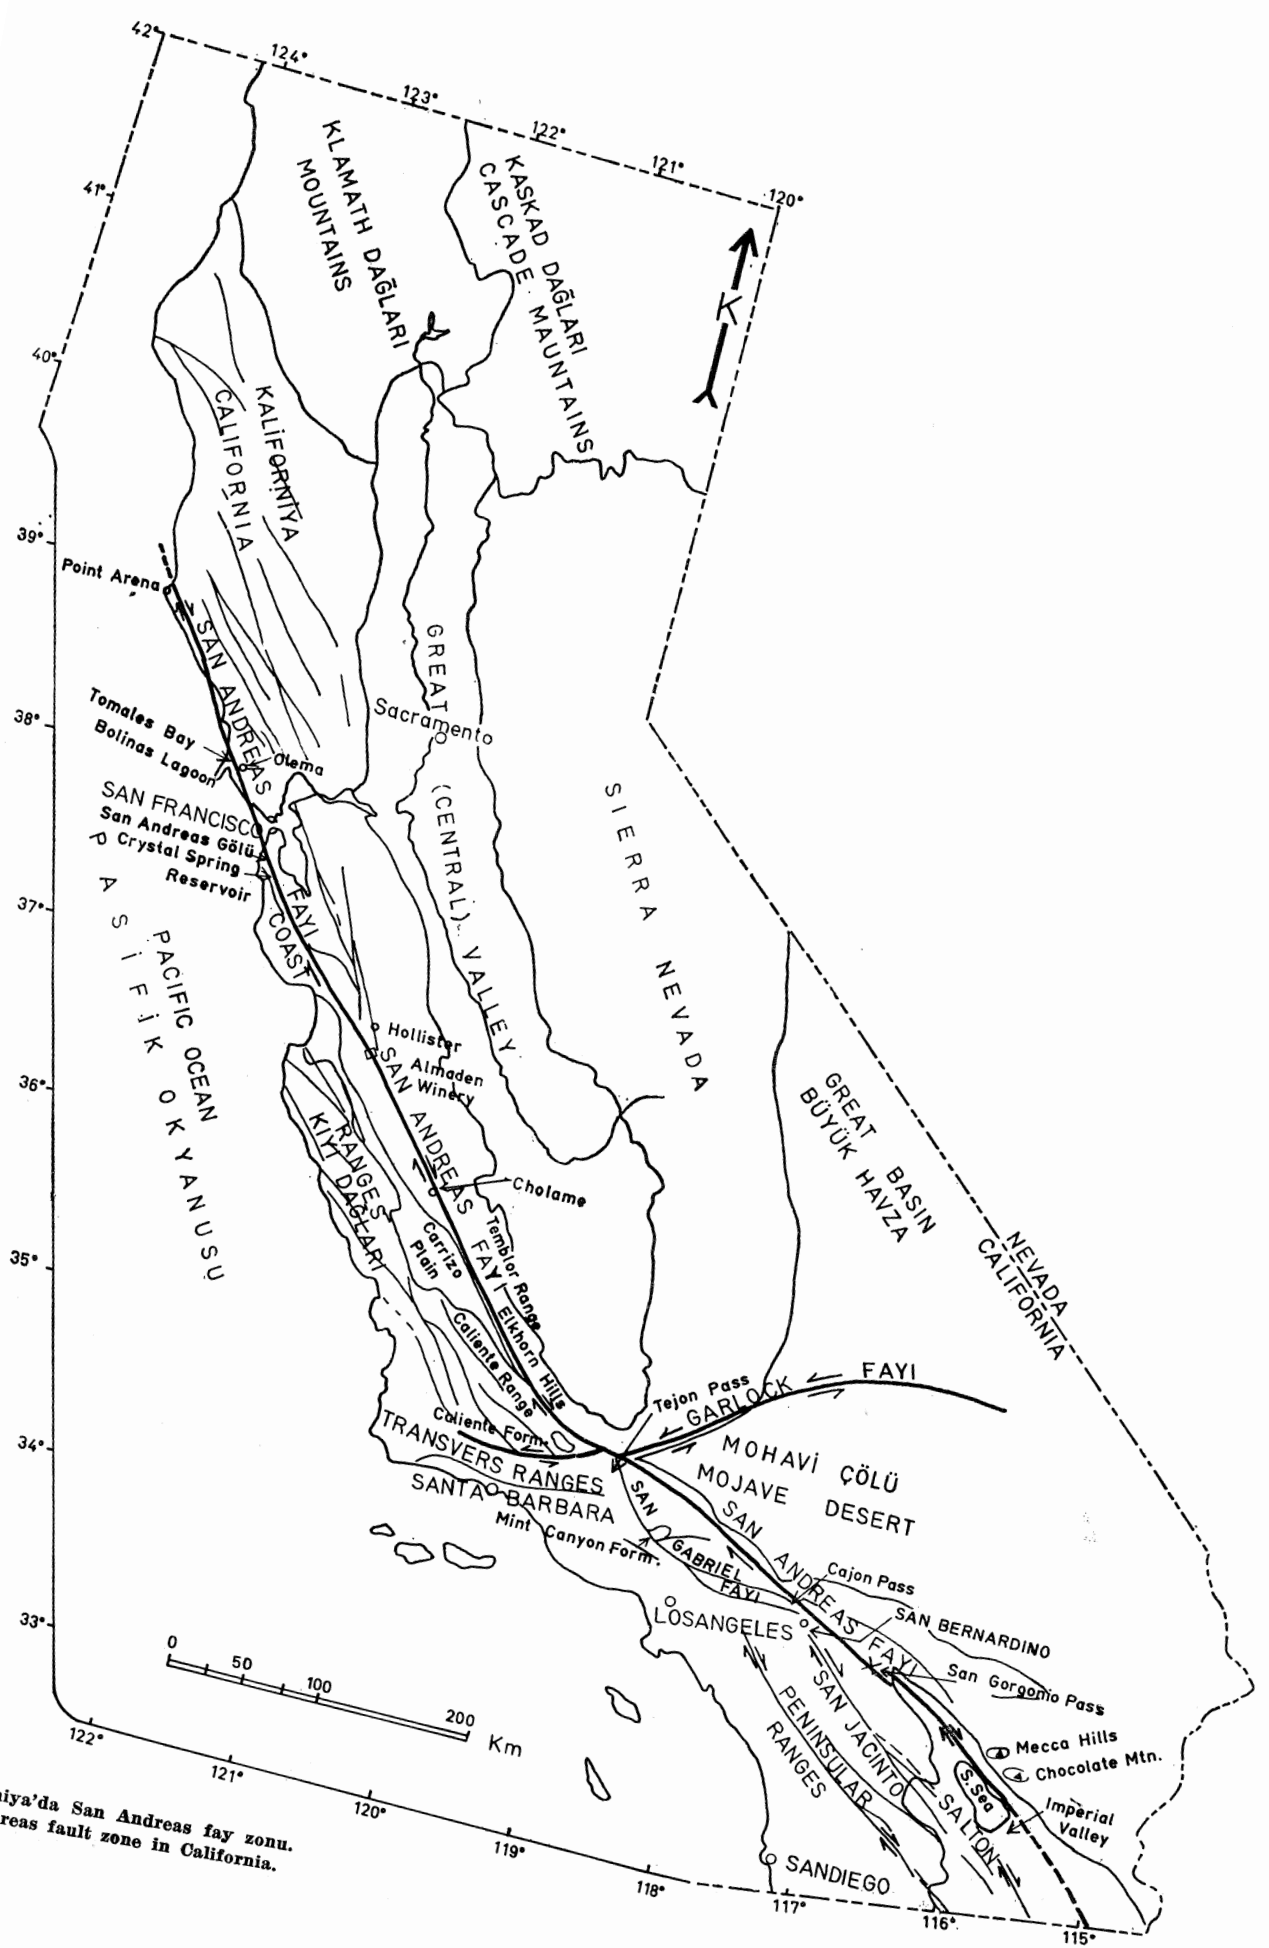 42°
124°
123°
122°
121°
120°
41°
40°
39°
38°
37°
36°
35°
34°
33°
KLAMATH DAĞLARI
MOUNTAINS
KASKAD DAĞLARI
CASCADE MAUNTAINS
K
KALİFORNİYA
CALIFORNIA
Point Arena
SAN ANDREAS
Tomales Bay
Bolinas Lagoon
Olema
SAN FRANCISCO
San Andreas Gölü
Crystal Spring
Reservoir
FAYI
COAST
Sacramento
GREAT
(CENTRAL)
VALLEY
SIERRA NEVADA
PASİFİK OKYANUSU
PACIFIC OCEAN
Hollister
Almaden
Winery
SAN ANDREAS FAYI
RANGES
KIYI DAĞLARI
Cholame
Carrizo
Plain
Temblor Range
Elkhorn Hills
Caliente Range
Caliente Form.
GREAT BASIN
BÜYÜK HAVZA
NEVADA
CALIFORNIA
Tejon Pass
GARLOCK FAYI
TRANSVERS RANGES
SANTA BARBARA
MOHAVİ ÇÖLÜ
MOJAVE DESERT
Mint Canyon Form.
SAN GABRIEL FAYI
SAN ANDREAS FAYI
Cajon Pass
SAN BERNARDINO
San Gorgonio Pass
LOSANGELES
SAN JACINTO
PENINSULAR
RANGES
Mecca Hills
Chocolate Mtn.
S. Sea
Imperial
Valley
SALTON
SANDIEGO
0 50 100 200 Km
122°
121°
120°
119°
118°
117°
116°
115°
niya'da San Andreas fay zonu.
reas fault zone in California.